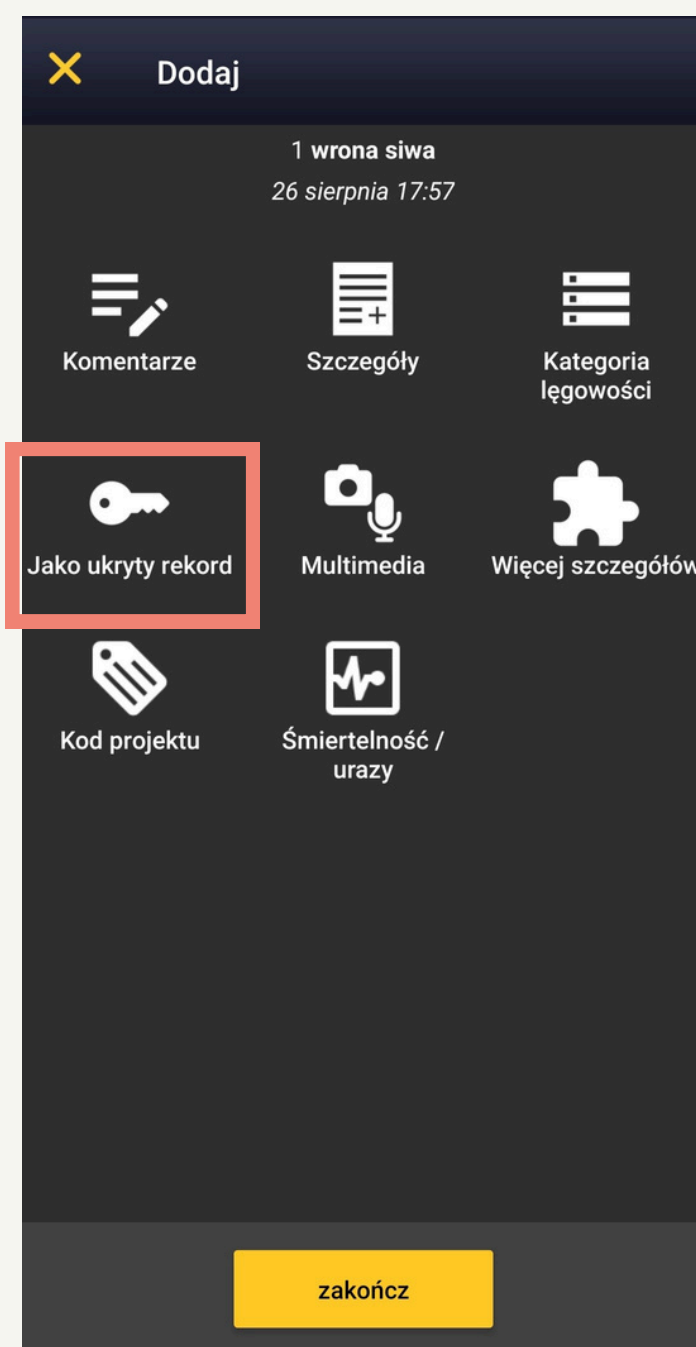 Dodaj
1 wrona siwa
26 sierpnia 17:57
Komentarze
Szczegóły
Kategoria
lęgowości
Jako ukryty rekord
Multimedia
Więcej szczegółów
Kod projektu
Śmiertelność /
urazy
zakończ